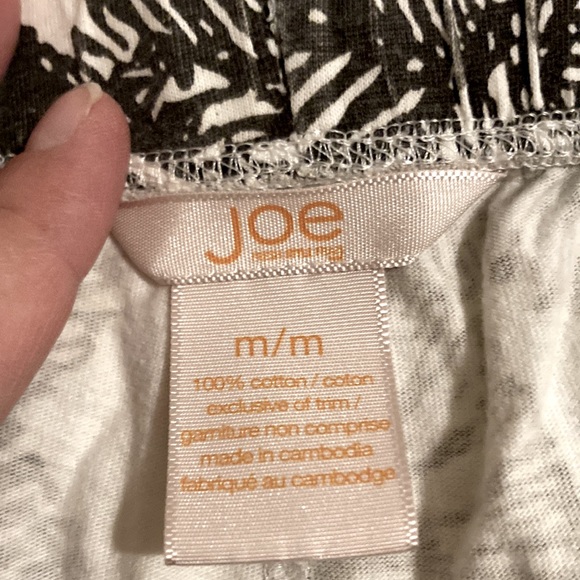 Joe
m/m
100% cotton / coton
exclusive of trim /
garniture non comprise
made in cambodia
fabriqué au cambodge